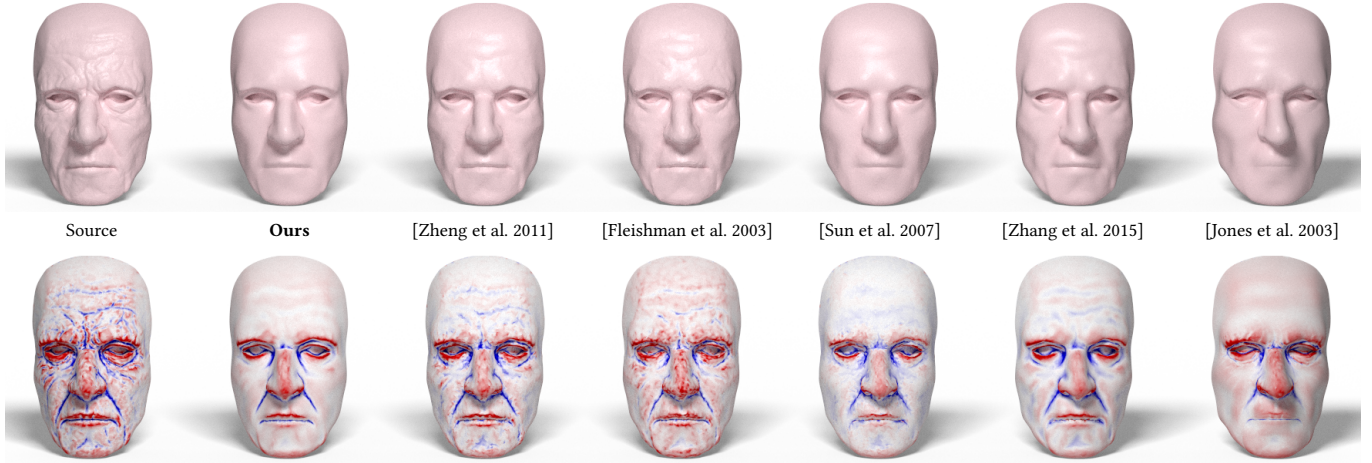 Source
Ours
[Zheng et al. 2011]
[Fleishman et al. 2003]
[Sun et al. 2007]
[Zhang et al. 2015]
[Jones et al. 2003]